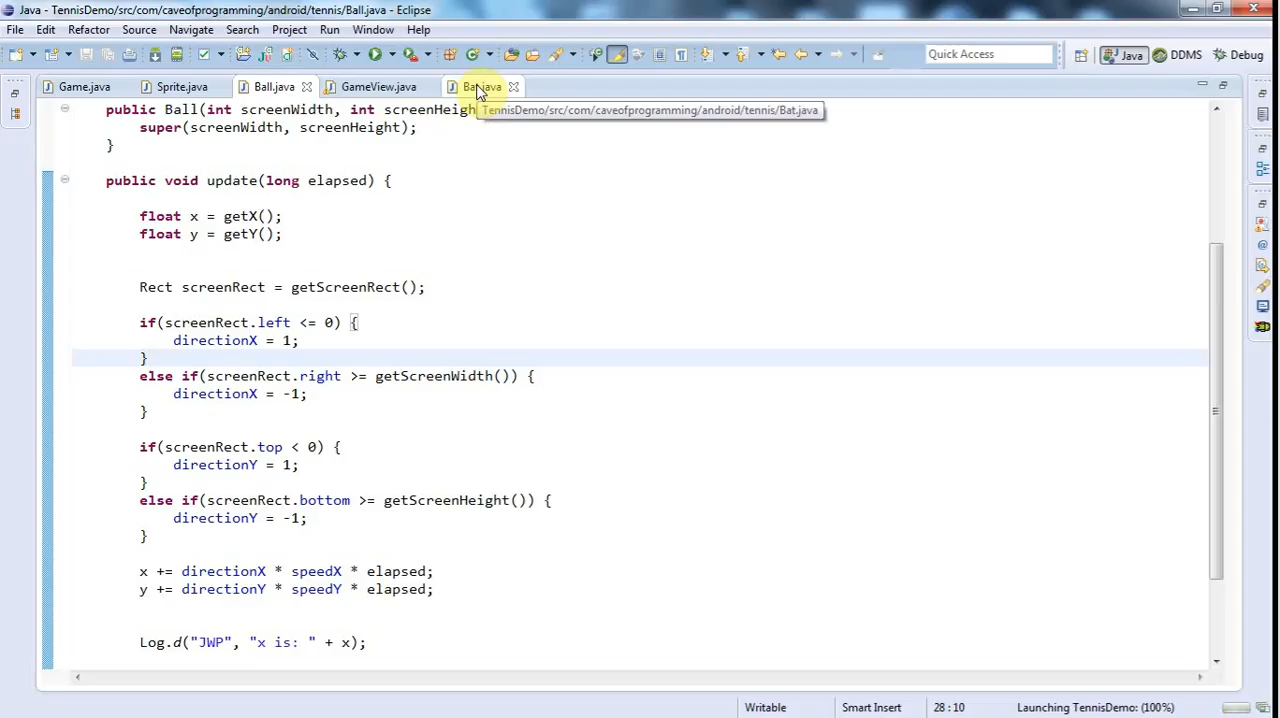 Java - TennisDemo/src/com/caveofprogramming/android/tennis/Ball.java - Eclipse
File Edit Refactor Source Navigate Search Project Run Window Help
Quick Access Java DDMS Debug
Game.java Sprite.java Ball.java GameView.java Bat.java
public Ball(int screenWidth, int screenHeigh
TennisDemo/src/com/caveofprogramming/android/tennis/Bat.java
super(screenWidth, screenHeight);
}
public void update(long elapsed) {
float x = getX();
float y = getY();
Rect screenRect = getScreenRect();
if(screenRect.left <= 0) {
directionX = 1;
}
else if(screenRect.right >= getScreenWidth()) {
directionX = -1;
}
if(screenRect.top < 0) {
directionY = 1;
}
else if(screenRect.bottom >= getScreenHeight()) {
directionY = -1;
}
x += directionX * speedX * elapsed;
y += directionY * speedY * elapsed;
Log.d("JWP", "x is: " + x);
Writable Smart Insert 28 : 10 Launching TennisDemo: (100%)